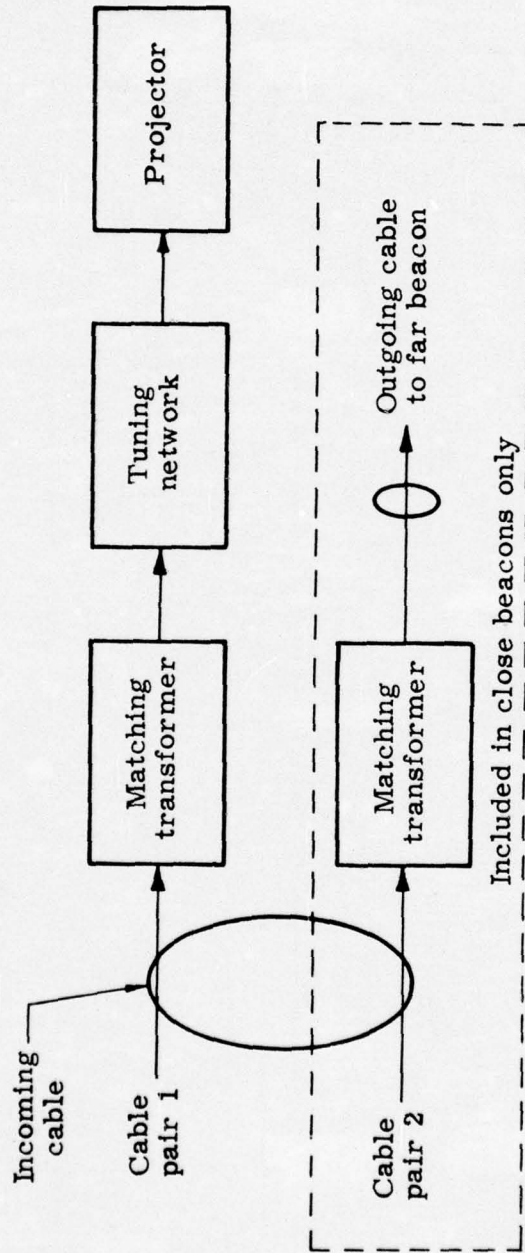 Incoming
cable
Cable
pair 1
Matching
transformer
Tuning
network
Projector
Cable
pair 2
Matching
transformer
Outgoing cable
to far beacon
Included in close beacons only